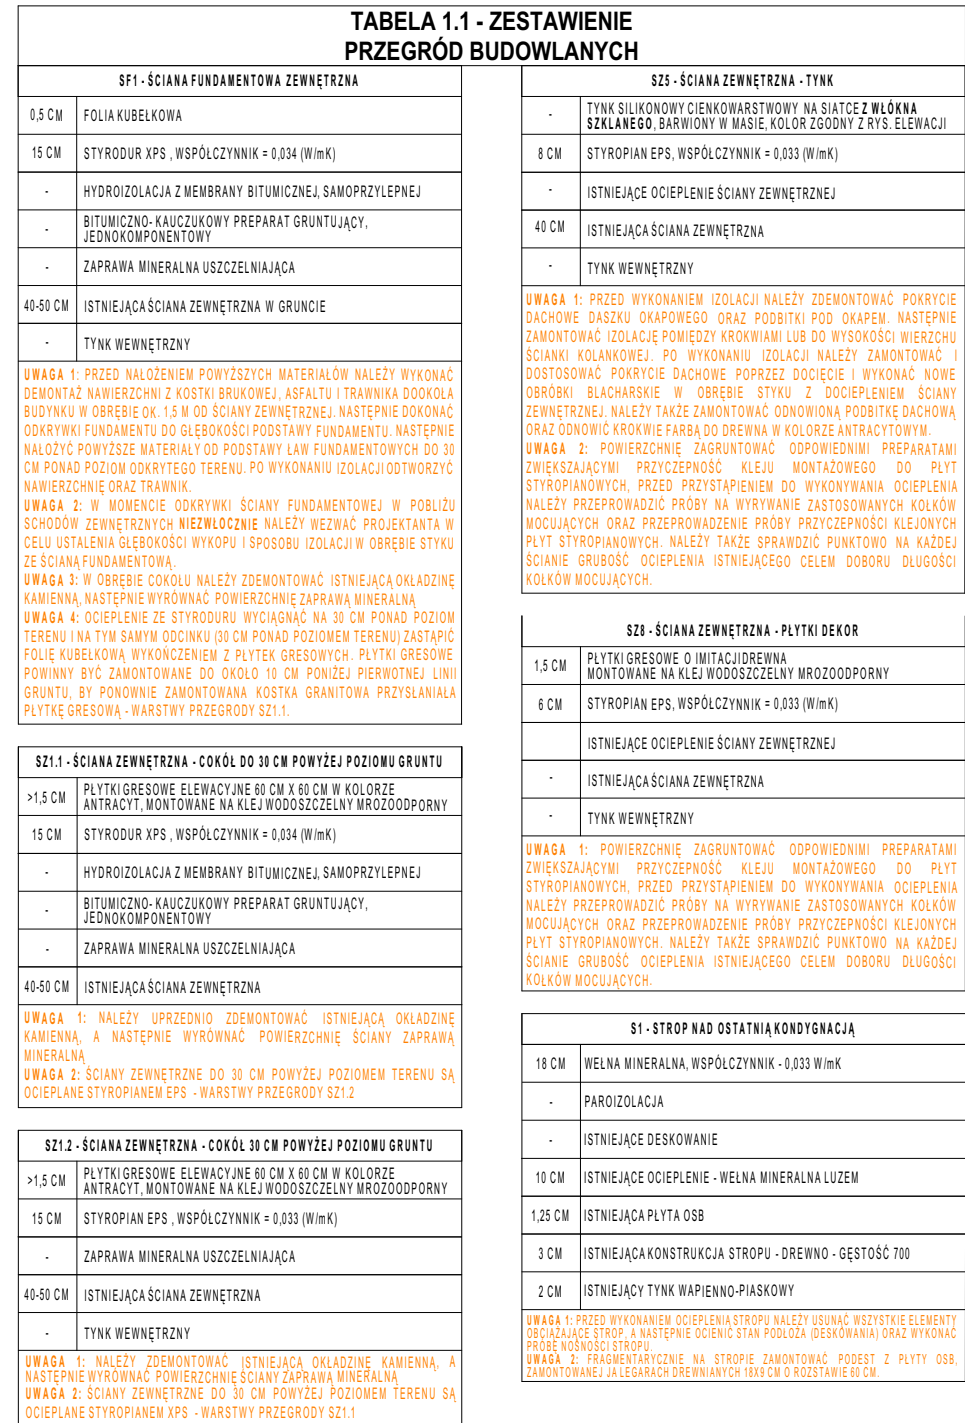 TABELA 1.1 - ZESTAWIENIE
PRZEGRÓD BUDOWLANYCH
SF1 - ŚCIANA FUNDAMENTOWA ZEWNĘTRZNA
0,5 CM FOLIA KUBEŁKOWA
15 CM STYRODUR XPS , WSPÓŁCZYNNIK = 0,034 (W/mK)
- HYDROIZOLACJA Z MEMBRANY BITUMICZNEJ, SAMOPRZYLEPNEJ
- BITUMICZNO- KAUCZUKOWY PREPARAT GRUNTUJĄCY,
JEDNOKOMPONENTOWY
- ZAPRAWA MINERALNA USZCZELNIAJĄCA
40-50 CM ISTNIEJĄCA ŚCIANA ZEWNĘTRZNA W GRUNCIE
- TYNK WEWNĘTRZNY
UWAGA 1: PRZED NAŁOŻENIEM POWYŻSZYCH MATERIAŁÓW NALEŻY WYKONAĆ
DEMONTAŻ NAWIERZCHNI Z KOSTKI BRUKOWEJ, ASFALTU I TRAWNIKA DOOKOŁA
BUDYNKU W OBRĘBIE OK. 1,5 M OD ŚCIANY ZEWNĘTRZNEJ. NASTĘPNIE DOKONAĆ
ODKRYWKI FUNDAMENTU DO GŁĘBOKOŚCI PODSTAWY FUNDAMENTU. NASTĘPNIE
NAŁOŻYĆ POWYŻSZE MATERIAŁY OD PODSTAWY ŁAW FUNDAMENTOWYCH DO 30
CM PONAD POZIOM ODKRYTEGO TERENU. PO WYKONANIU IZOLACJI ODTWORZYĆ
NAWIERZCHNIĘ ORAZ TRAWNIK.
UWAGA 2: W MOMENCIE ODKRYWKI ŚCIANY FUNDAMENTOWEJ W POBLIŻU
SCHODÓW ZEWNĘTRZNYCH NIEZWŁOCZNIE NALEŻY WEZWAĆ PROJEKTANTA W
CELU USTALENIA GŁĘBOKOŚCI WYKOPU I SPOSOBU IZOLACJI W OBRĘBIE STYKU
ZE ŚCIANĄ FUNDAMENTOWĄ.
UWAGA 3: W OBRĘBIE COKOŁU NALEŻY ZDEMONTOWAĆ ISTNIEJĄCĄ OKŁADZINĘ
KAMIENNĄ, NASTĘPNIE WYRÓWNAĆ POWIERZCHNIĘ ZAPRAWĄ MINERALNĄ
UWAGA 4: OCIEPLENIE ZE STYRODURU WYCIĄGNĄĆ NA 30 CM PONAD POZIOM
TERENU I NA TYM SAMYM ODCINKU (30 CM PONAD POZIOMEM TERENU) ZASTĄPIĆ
FOLIĘ KUBEŁKOWĄ WYKOŃCZENIEM Z PŁYTEK GRESOWYCH. PŁYTKI GRESOWE
POWINNY BYĆ ZAMONTOWANE DO OKOŁO 10 CM PONIŻEJ PIERWOTNEJ LINII
GRUNTU, BY PONOWNIE ZAMONTOWANA KOSTKA GRANITOWA PRZYSŁANIAŁA
PŁYTKĘ GRESOWĄ - WARSTWY PRZEGRODY SZ1.1.
SZ1.1 - ŚCIANA ZEWNĘTRZNA - COKÓŁ DO 30 CM POWYŻEJ POZIOMU GRUNTU
>1,5 CM PŁYTKI GRESOWE ELEWACYJNE 60 CM X 60 CM W KOLORZE
ANTRACYT, MONTOWANE NA KLEJ WODOSZCZELNY MROZOODPORNY
15 CM STYRODUR XPS , WSPÓŁCZYNNIK = 0,034 (W/mK)
- HYDROIZOLACJA Z MEMBRANY BITUMICZNEJ, SAMOPRZYLEPNEJ
- BITUMICZNO- KAUCZUKOWY PREPARAT GRUNTUJĄCY,
JEDNOKOMPONENTOWY
- ZAPRAWA MINERALNA USZCZELNIAJĄCA
40-50 CM ISTNIEJĄCA ŚCIANA ZEWNĘTRZNA
UWAGA 1: NALEŻY UPRZEDNIO ZDEMONTOWAĆ ISTNIEJĄCĄ OKŁADZINĘ
KAMIENNĄ, A NASTĘPNIE WYRÓWNAĆ POWIERZCHNIĘ ŚCIANY ZAPRAWĄ
MINERALNĄ
UWAGA 2: ŚCIANY ZEWNĘTRZNE DO 30 CM POWYŻEJ POZIOMEM TERENU SĄ
OCIEPLANE STYROPIANEM EPS - WARSTWY PRZEGRODY SZ1.2
SZ1.2 - ŚCIANA ZEWNĘTRZNA - COKÓŁ 30 CM POWYŻEJ POZIOMU GRUNTU
>1,5 CM PŁYTKI GRESOWE ELEWACYJNE 60 CM X 60 CM W KOLORZE
ANTRACYT, MONTOWANE NA KLEJ WODOSZCZELNY MROZOODPORNY
15 CM STYROPIAN EPS , WSPÓŁCZYNNIK = 0,033 (W/mK)
- ZAPRAWA MINERALNA USZCZELNIAJĄCA
40-50 CM ISTNIEJĄCA ŚCIANA ZEWNĘTRZNA
- TYNK WEWNĘTRZNY
UWAGA 1: NALEŻY ZDEMONTOWAĆ ISTNIEJĄCĄ OKŁADZINĘ KAMIENNĄ, A
NASTĘPNIE WYRÓWNAĆ POWIERZCHNIĘ ŚCIANY ZAPRAWĄ MINERALNĄ
UWAGA 2: ŚCIANY ZEWNĘTRZNE DO 30 CM POWYŻEJ POZIOMEM TERENU SĄ
OCIEPLANE STYROPIANEM XPS - WARSTWY PRZEGRODY SZ1.1
SZ5 - ŚCIANA ZEWNĘTRZNA - TYNK
- TYNK SILIKONOWY CIENKOWARSTWOWY NA SIATCE Z WŁÓKNA
SZKLANEGO, BARWIONY W MASIE, KOLOR ZGODNY Z RYS. ELEWACJI
8 CM STYROPIAN EPS, WSPÓŁCZYNNIK = 0,033 (W/mK)
- ISTNIEJĄCE OCIEPLENIE ŚCIANY ZEWNĘTRZNEJ
40 CM ISTNIEJĄCA ŚCIANA ZEWNĘTRZNA
- TYNK WEWNĘTRZNY
UWAGA 1: PRZED WYKONANIEM IZOLACJI NALEŻY ZDEMONTOWAĆ POKRYCIE
DACHOWE DASZKU OKAPOWEGO ORAZ PODBITKI POD OKAPEM. NASTĘPNIE
ZAMONTOWAĆ IZOLACJĘ POMIĘDZY KROKWIAMI LUB DO WYSOKOŚCI WIERZCHU
ŚCIANKI KOLANKOWEJ. PO WYKONANIU IZOLACJI NALEŻY ZAMONTOWAĆ I
DOSTOSOWAĆ POKRYCIE DACHOWE POPRZEZ DOCIĘCIE I WYKONAĆ NOWE
OBRÓBKI BLACHARSKIE W OBRĘBIE STYKU Z DOCIEPLENIEM ŚCIANY
ZEWNĘTRZNEJ. NALEŻY TAKŻE ZAMONTOWAĆ ODNOWIONĄ PODBITKĘ DACHOWĄ
ORAZ ODNOWIĆ KROKWIE FARBĄ DO DREWNA W KOLORZE ANTRACYTOWYM.
UWAGA 2: POWIERZCHNIĘ ZAGRUNTOWAĆ ODPOWIEDNIMI PREPARATAMI
ZWIĘKSZAJĄCYMI PRZYCZEPNOŚĆ KLEJU MONTAŻOWEGO DO PŁYT
STYROPIANOWYCH, PRZED PRZYSTĄPIENIEM DO WYKONYWANIA OCIEPLENIA
NALEŻY PRZEPROWADZIĆ PRÓBY NA WYRYWANIE ZASTOSOWANYCH KOŁKÓW
MOCUJĄCYCH ORAZ PRZEPROWADZENIE PRÓBY PRZYCZEPNOŚCI KLEJONYCH
PŁYT STYROPIANOWYCH. NALEŻY TAKŻE SPRAWDZIĆ PUNKTOWO NA KAŻDEJ
ŚCIANIE GRUBOŚĆ OCIEPLENIA ISTNIEJĄCEGO CELEM DOBORU DŁUGOŚCI
KOŁKÓW MOCUJĄCYCH.
SZ8 - ŚCIANA ZEWNĘTRZNA - PŁYTKI DEKOR
1,5 CM PŁYTKI GRESOWE O IMITACJI DREWNA
MONTOWANE NA KLEJ WODOSZCZELNY MROZOODPORNY
6 CM STYROPIAN EPS, WSPÓŁCZYNNIK = 0,033 (W/mK)
ISTNIEJĄCE OCIEPLENIE ŚCIANY ZEWNĘTRZNEJ
- ISTNIEJĄCA ŚCIANA ZEWNĘTRZNA
- TYNK WEWNĘTRZNY
UWAGA 1: POWIERZCHNIĘ ZAGRUNTOWAĆ ODPOWIEDNIMI PREPARATAMI
ZWIĘKSZAJĄCYMI PRZYCZEPNOŚĆ KLEJU MONTAŻOWEGO DO PŁYT
STYROPIANOWYCH, PRZED PRZYSTĄPIENIEM DO WYKONYWANIA OCIEPLENIA
NALEŻY PRZEPROWADZIĆ PRÓBY NA WYRYWANIE ZASTOSOWANYCH KOŁKÓW
MOCUJĄCYCH ORAZ PRZEPROWADZENIE PRÓBY PRZYCZEPNOŚCI KLEJONYCH
PŁYT STYROPIANOWYCH. NALEŻY TAKŻE SPRAWDZIĆ PUNKTOWO NA KAŻDEJ
ŚCIANIE GRUBOŚĆ OCIEPLENIA ISTNIEJĄCEGO CELEM DOBORU DŁUGOŚCI
KOŁKÓW MOCUJĄCYCH.
S1 - STROP NAD OSTATNIĄ KONDYGNACJĄ
18 CM WEŁNA MINERALNA, WSPÓŁCZYNNIK - 0,033 W/mK
- PAROIZOLACJA
- ISTNIEJĄCE DESKOWANIE
10 CM ISTNIEJĄCE OCIEPLENIE - WEŁNA MINERALNA LUZEM
1,25 CM ISTNIEJĄCA PŁYTA OSB
3 CM ISTNIEJĄCA KONSTRUKCJA STROPU - DREWNO - GĘSTOŚĆ 700
2 CM ISTNIEJĄCY TYNK WAPIENNO-PIASKOWY
UWAGA 1: PRZED WYKONANIEM OCIEPLENIA STROPU NALEŻY USUNĄĆ WSZYSTKIE ELEMENTY
OBCIĄŻAJĄCE STROP, A NASTĘPNIE OCIENIĆ STAN PODŁOŻA (DESKOWANIA) ORAZ WYKONAĆ
PRÓBĘ NOŚNOŚCI STROPU.
UWAGA 2: FRAGMENTARYCZNIE NA STROPIE ZAMONTOWAĆ PODEST Z PŁYTY OSB,
ZAMONTOWANEJ JA LEGARACH DREWNIANYCH 18X9 CM O ROZSTAWIE 60 CM.